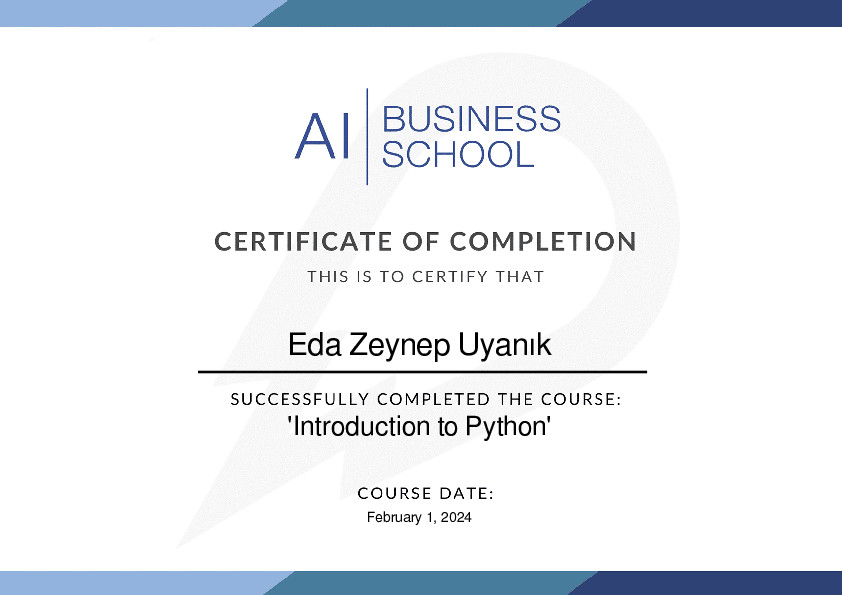 AI BUSINESS
SCHOOL
CERTIFICATE OF COMPLETION
THIS IS TO CERTIFY THAT
Eda Zeynep Uyanık
SUCCESSFULLY COMPLETED THE COURSE:
'Introduction to Python'
COURSE DATE:
February 1, 2024